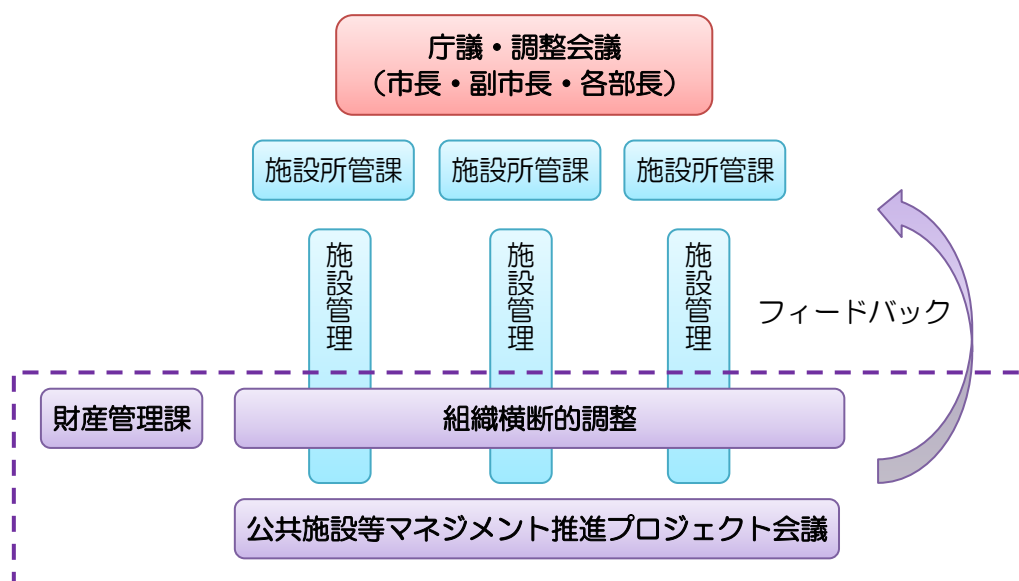 庁議・調整会議
（市長・副市長・各部長）
施設所管課
施設所管課
施設所管課
施設管理
施設管理
施設管理
フィードバック
財産管理課
組織横断的調整
公共施設等マネジメント推進プロジェクト会議